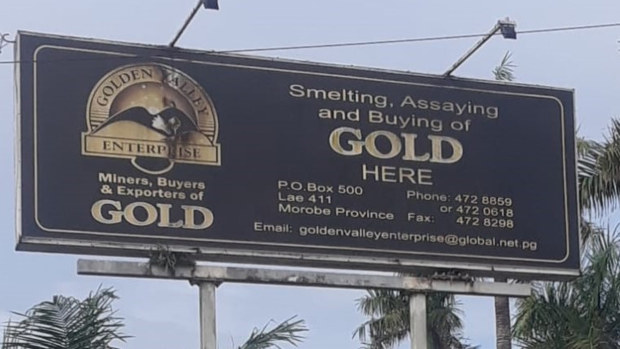 GOLDEN VALLEY
ENTERPRISE
Miners, Buyers
& Exporters of
GOLD
Smelting, Assaying
and Buying of
GOLD
HERE
P.O.Box 500
Lae 411
Morobe Province
Phone: 472 8859
or 472 0618
Fax: 472 8298
Email: goldenvalleyenterprise@global.net.pg